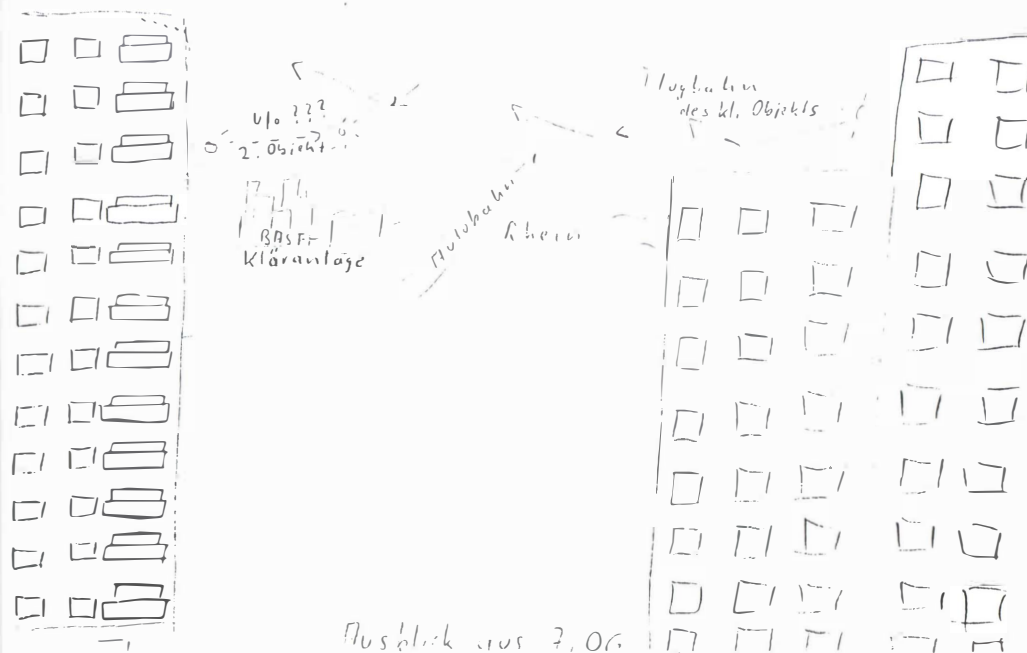 Flugbahn
des kl. Objekts
Ufo ???
2. Objekt
BASF-
Kläranlage
Autobahn
Rhein
Ausblick aus 7. OG